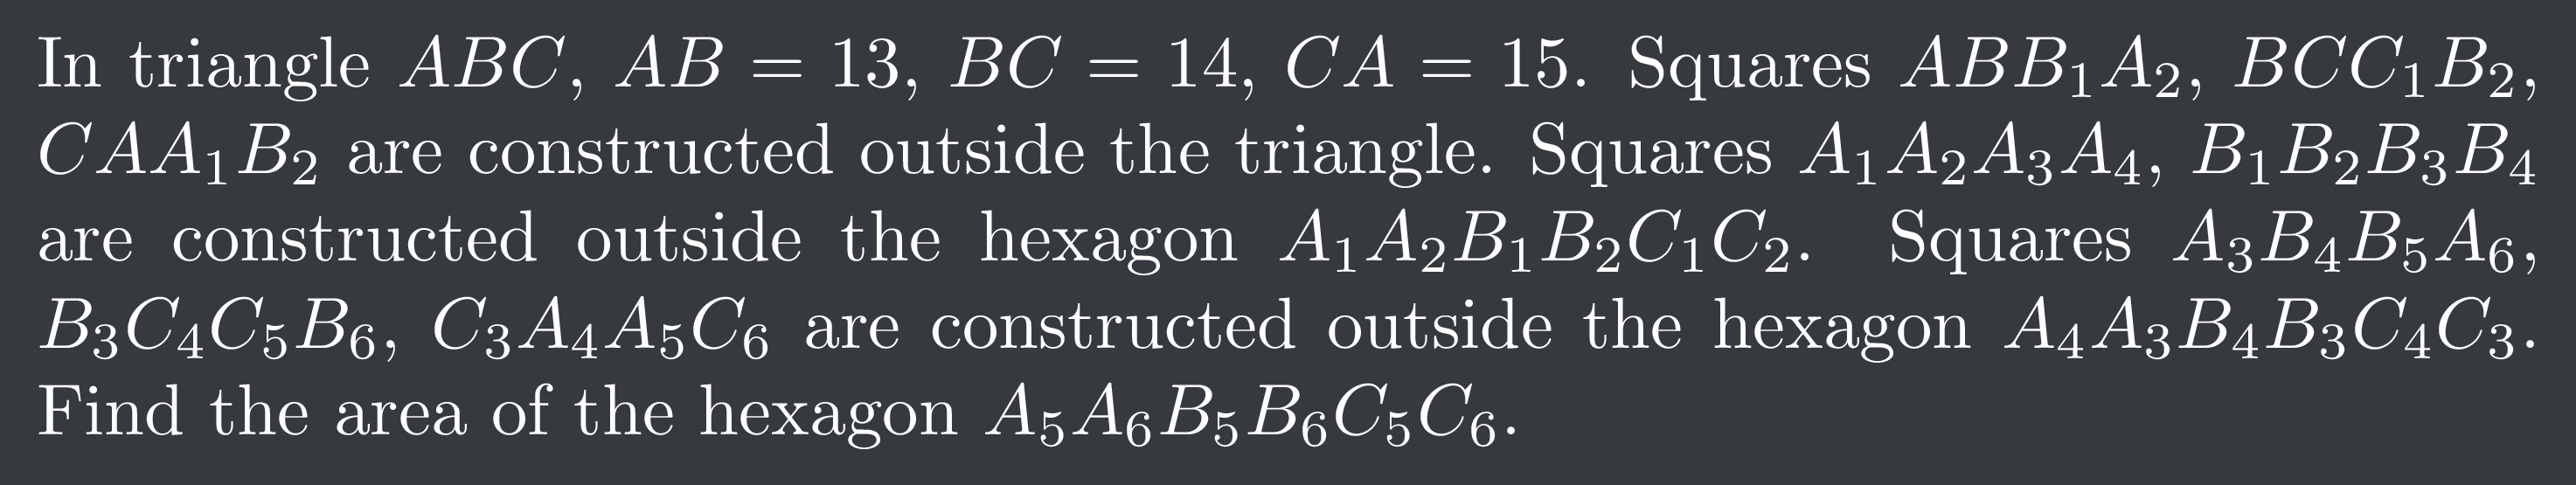 In triangle ABC, AB = 13, BC = 14, CA = 15. Squares ABB₁A₂, BCC₁B₂,
CAA₁B₂ are constructed outside the triangle. Squares A₁A₂A₃A₄, B₁B₂B₃B₄
are constructed outside the hexagon A₁A₂B₁B₂C₁C₂. Squares A₃B₄B₅A₆,
B₃C₄C₅B₆, C₃A₄A₅C₆ are constructed outside the hexagon A₄A₃B₄B₃C₄C₃.
Find the area of the hexagon A₅A₆B₅B₆C₅C₆.